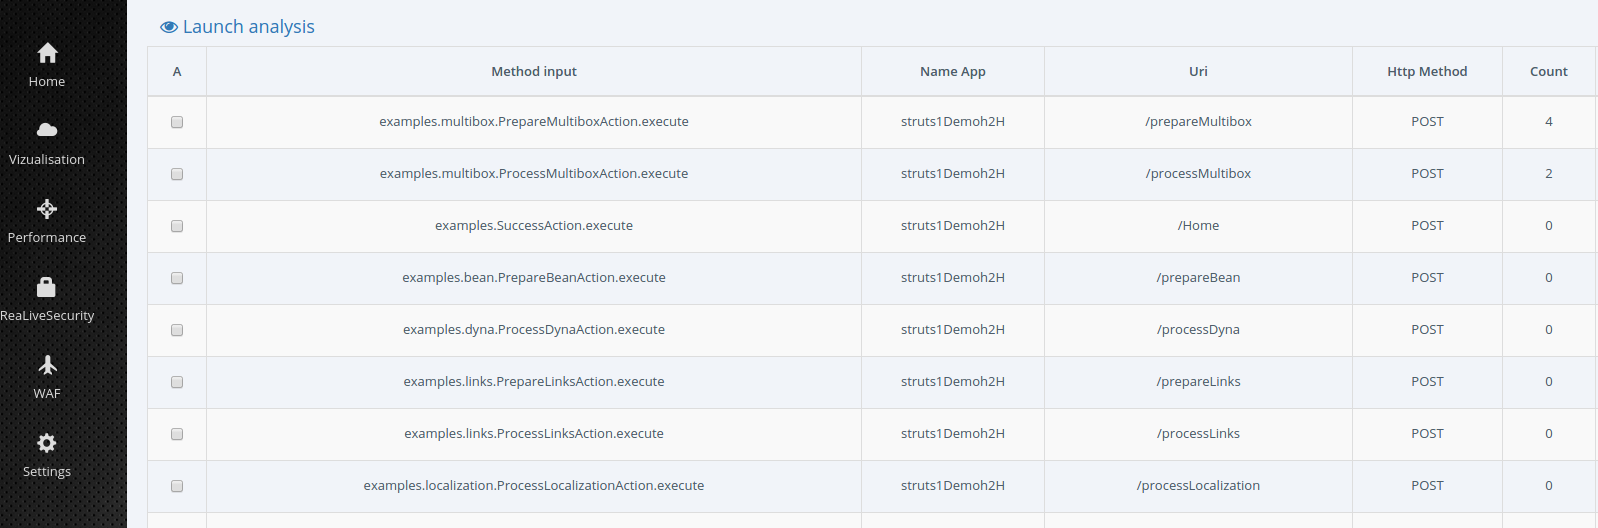 Home
Vizualisation
Performance
ReaLiveSecurity
WAF
Settings
Launch analysis
A Method input Name App Uri Http Method Count
examples.multibox.PrepareMultiboxAction.execute struts1Demoh2H /prepareMultibox POST 4
examples.multibox.ProcessMultiboxAction.execute struts1Demoh2H /processMultibox POST 2
examples.SuccessAction.execute struts1Demoh2H /Home POST 0
examples.bean.PrepareBeanAction.execute struts1Demoh2H /prepareBean POST 0
examples.dyna.ProcessDynaAction.execute struts1Demoh2H /processDyna POST 0
examples.links.PrepareLinksAction.execute struts1Demoh2H /prepareLinks POST 0
examples.links.ProcessLinksAction.execute struts1Demoh2H /processLinks POST 0
examples.localization.ProcessLocalizationAction.execute struts1Demoh2H /processLocalization POST 0